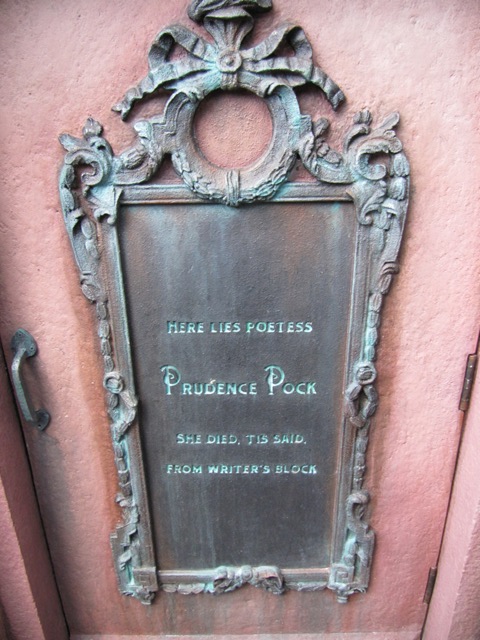 HERE LIES POETESS
PRUDENCE POCK
SHE DIED, TIS SAID,
FROM WRITER'S BLOCK